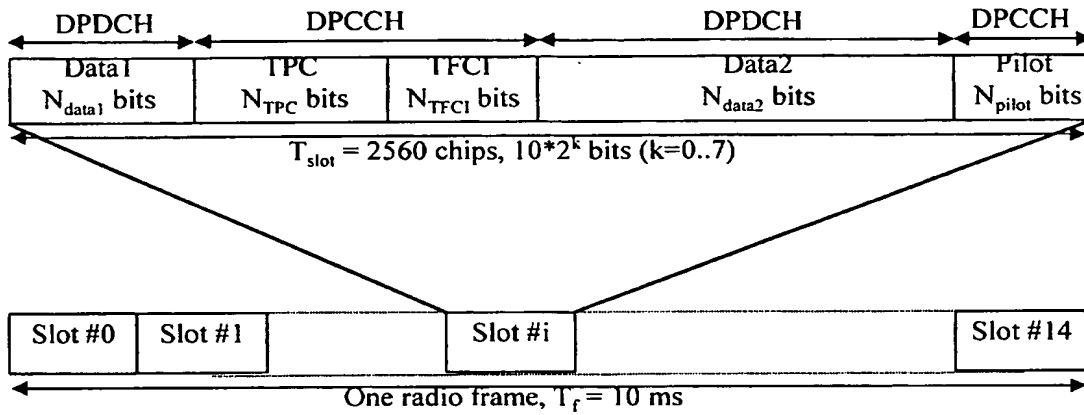 DPDCH DPCCH DPDCH DPCCH
Data1 TPC TFCI Data2 Pilot
N_data1 bits N_TPC bits N_TFCI bits N_data2 bits N_pilot bits
T_slot = 2560 chips, 10*2^k bits (k=0..7)
Slot #0 Slot #1 Slot #i Slot #14
One radio frame, T_f = 10 ms